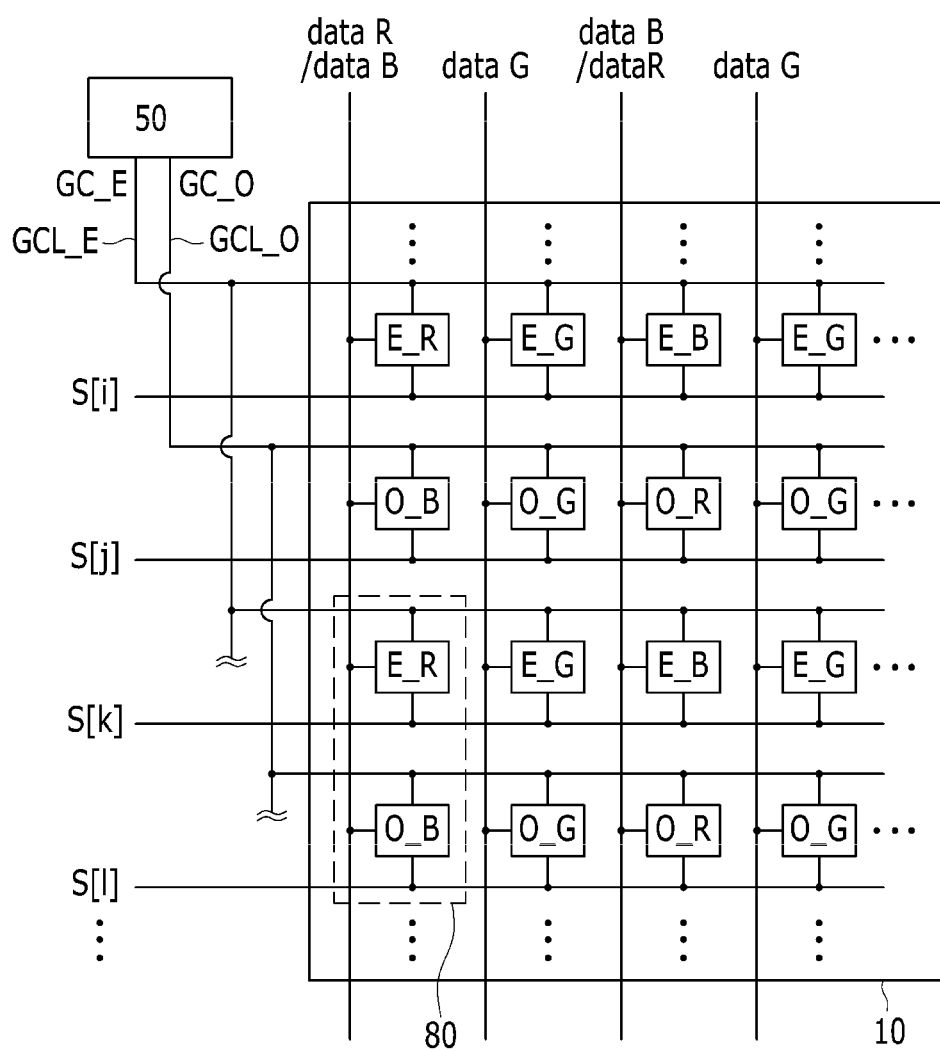 data R
/data B
data G
data B
/dataR
data G
50
GC_E
GC_O
GCL_E
GCL_O
E_R
E_G
E_B
E_G
S[i]
O_B
O_G
O_R
O_G
S[j]
E_R
E_G
E_B
E_G
S[k]
O_B
O_G
O_R
O_G
S[l]
80
10